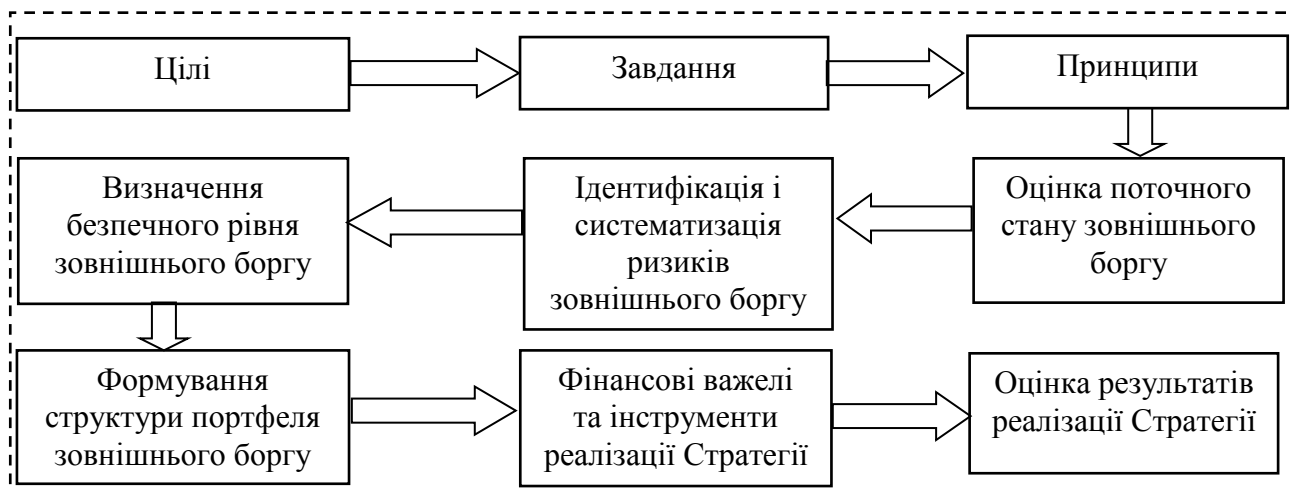 Цілі
Завдання
Принципи
Визначення
безпечного рівня
зовнішнього боргу
Ідентифікація і
систематизація
ризиків
зовнішнього боргу
Оцінка поточного
стану зовнішнього
боргу
Формування
структури портфеля
зовнішнього боргу
Фінансові важелі
та інструменти
реалізації Стратегії
Оцінка результатів
реалізації Стратегії